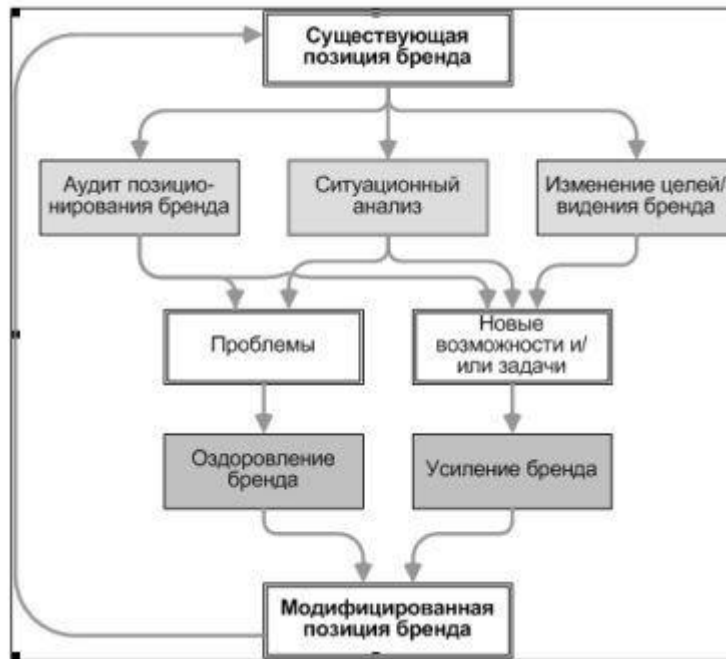 Существующая
позиция бренда
Аудит позицио-
нирования бренда
Ситуационный
анализ
Изменение целей/
видения бренда
Проблемы
Новые
возможности и/
или задачи
Оздоровление
бренда
Усиление бренда
Модифицированная
позиция бренда